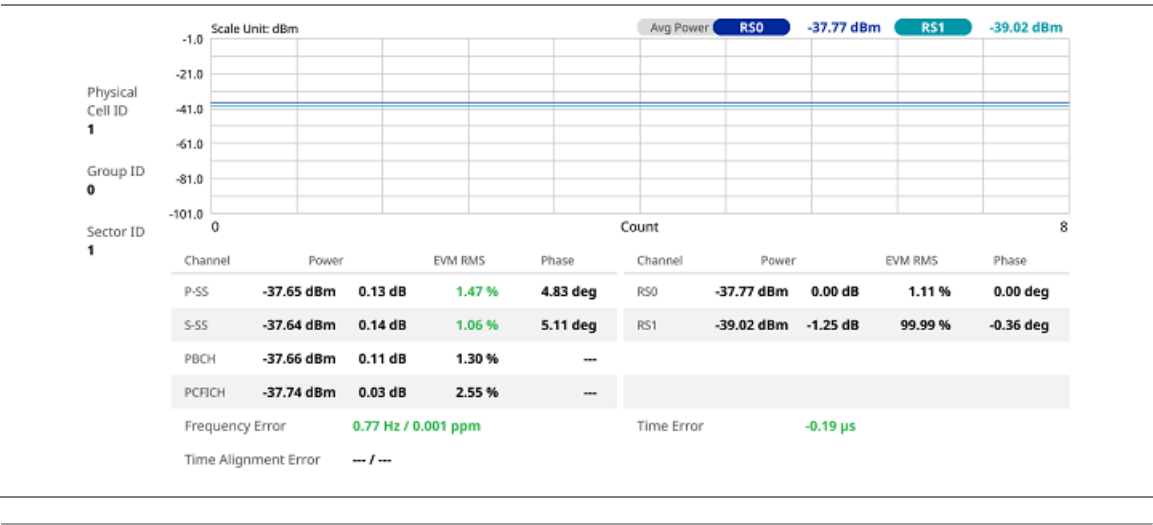 Scale Unit: dBm
Avg Power RS0 -37.77 dBm RS1 -39.02 dBm
-1.0
-21.0
-41.0
-61.0
-81.0
-101.0
0 Count 8
Physical
Cell ID
1
Group ID
0
Sector ID
1
Channel Power EVM RMS Phase Channel Power EVM RMS Phase
P-SS -37.65 dBm 0.13 dB 1.47 % 4.83 deg RS0 -37.77 dBm 0.00 dB 1.11 % 0.00 deg
S-SS -37.64 dBm 0.14 dB 1.06 % 5.11 deg RS1 -39.02 dBm -1.25 dB 99.99 % -0.36 deg
PBCH -37.66 dBm 0.11 dB 1.30 % ---
PCFICH -37.74 dBm 0.03 dB 2.55 % ---
Frequency Error 0.77 Hz / 0.001 ppm Time Error -0.19 µs
Time Alignment Error --- / ---